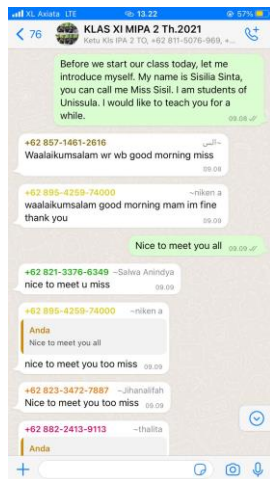 XL Axiata LTE
13.22
57%
76
KLAS XI MIPA 2 Th.2021
Ketu Kls IPA 2 TO, +62 811-5076-969, +...
Before we start our class today, let me
introduce myself. My name is Sisilia Sinta,
you can call me Miss Sisil. I am students of
Unissula. I would like to teach you for a
while.
09.08
+62 857-1461-2616
Waalaikumsalam wr wb good morning miss
09.08
+62 895-4259-74000 ~niken a
waalaikumsalam good morning mam im fine
thank you
09.09
Nice to meet you all 09.09
+62 821-3376-6349 ~Salwa Anindya
nice to meet u miss 09.09
+62 895-4259-74000 ~niken a
Anda
Nice to meet you all
nice to meet you too miss 09.09
+62 823-3472-7887 ~Jihanalifah
Nice to meet you too miss 09.09
+62 882-2413-9113 ~thalita
Anda